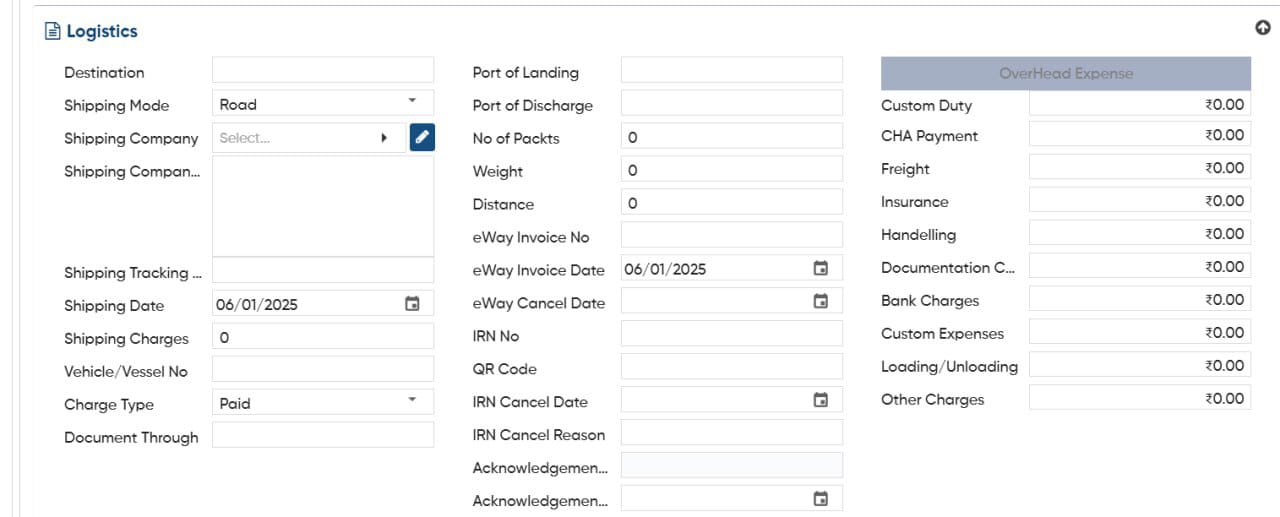 Logistics
Destination
Shipping Mode Road
Shipping Company Select...
Shipping Compan...
Shipping Tracking ...
Shipping Date 06/01/2025
Shipping Charges 0
Vehicle/Vessel No
Charge Type Paid
Document Through
Port of Landing
Port of Discharge
No of Packts 0
Weight 0
Distance 0
eWay Invoice No
eWay Invoice Date 06/01/2025
eWay Cancel Date
IRN No
QR Code
IRN Cancel Date
IRN Cancel Reason
Acknowledgemen...
Acknowledgemen...
OverHead Expense
Custom Duty ₹0.00
CHA Payment ₹0.00
Freight ₹0.00
Insurance ₹0.00
Handelling ₹0.00
Documentation C... ₹0.00
Bank Charges ₹0.00
Custom Expenses ₹0.00
Loading/Unloading ₹0.00
Other Charges ₹0.00